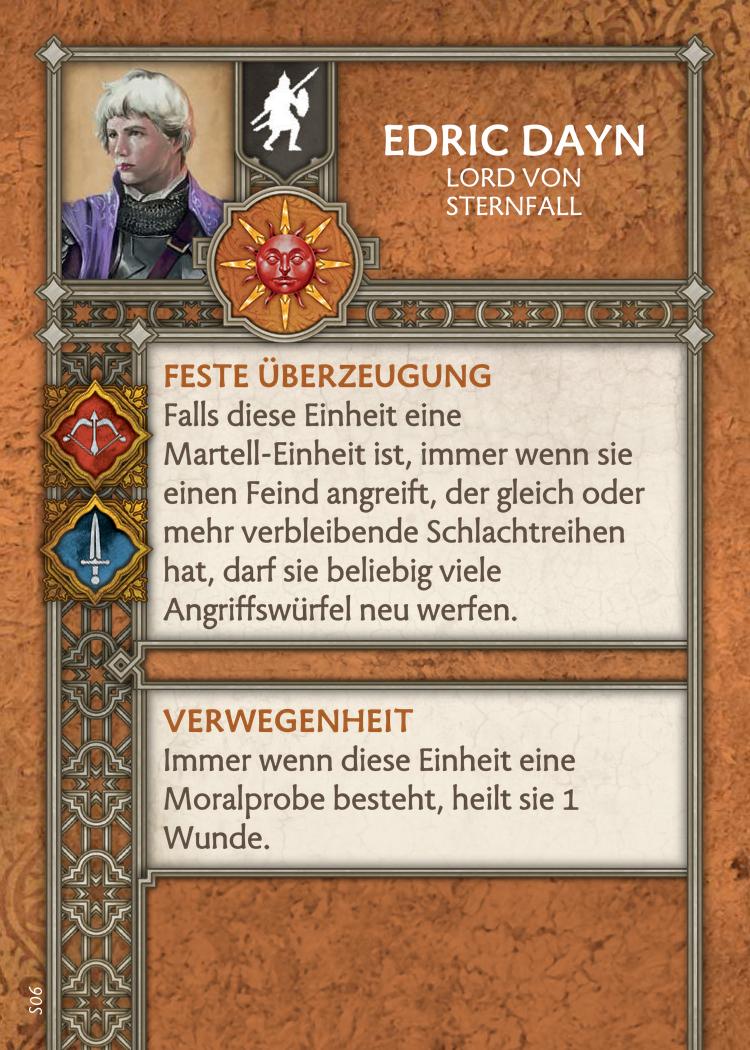 EDRIC DAYN
LORD VON
STERNFALL
FESTE ÜBERZEUGUNG
Falls diese Einheit eine
Martell-Einheit ist, immer wenn sie
einen Feind angreift, der gleich oder
mehr verbleibende Schlachtreihen
hat, darf sie beliebig viele
Angriffswürfel neu werfen.
VERWEGENHEIT
Immer wenn diese Einheit eine
Moralprobe besteht, heilt sie 1
Wunde.
S06